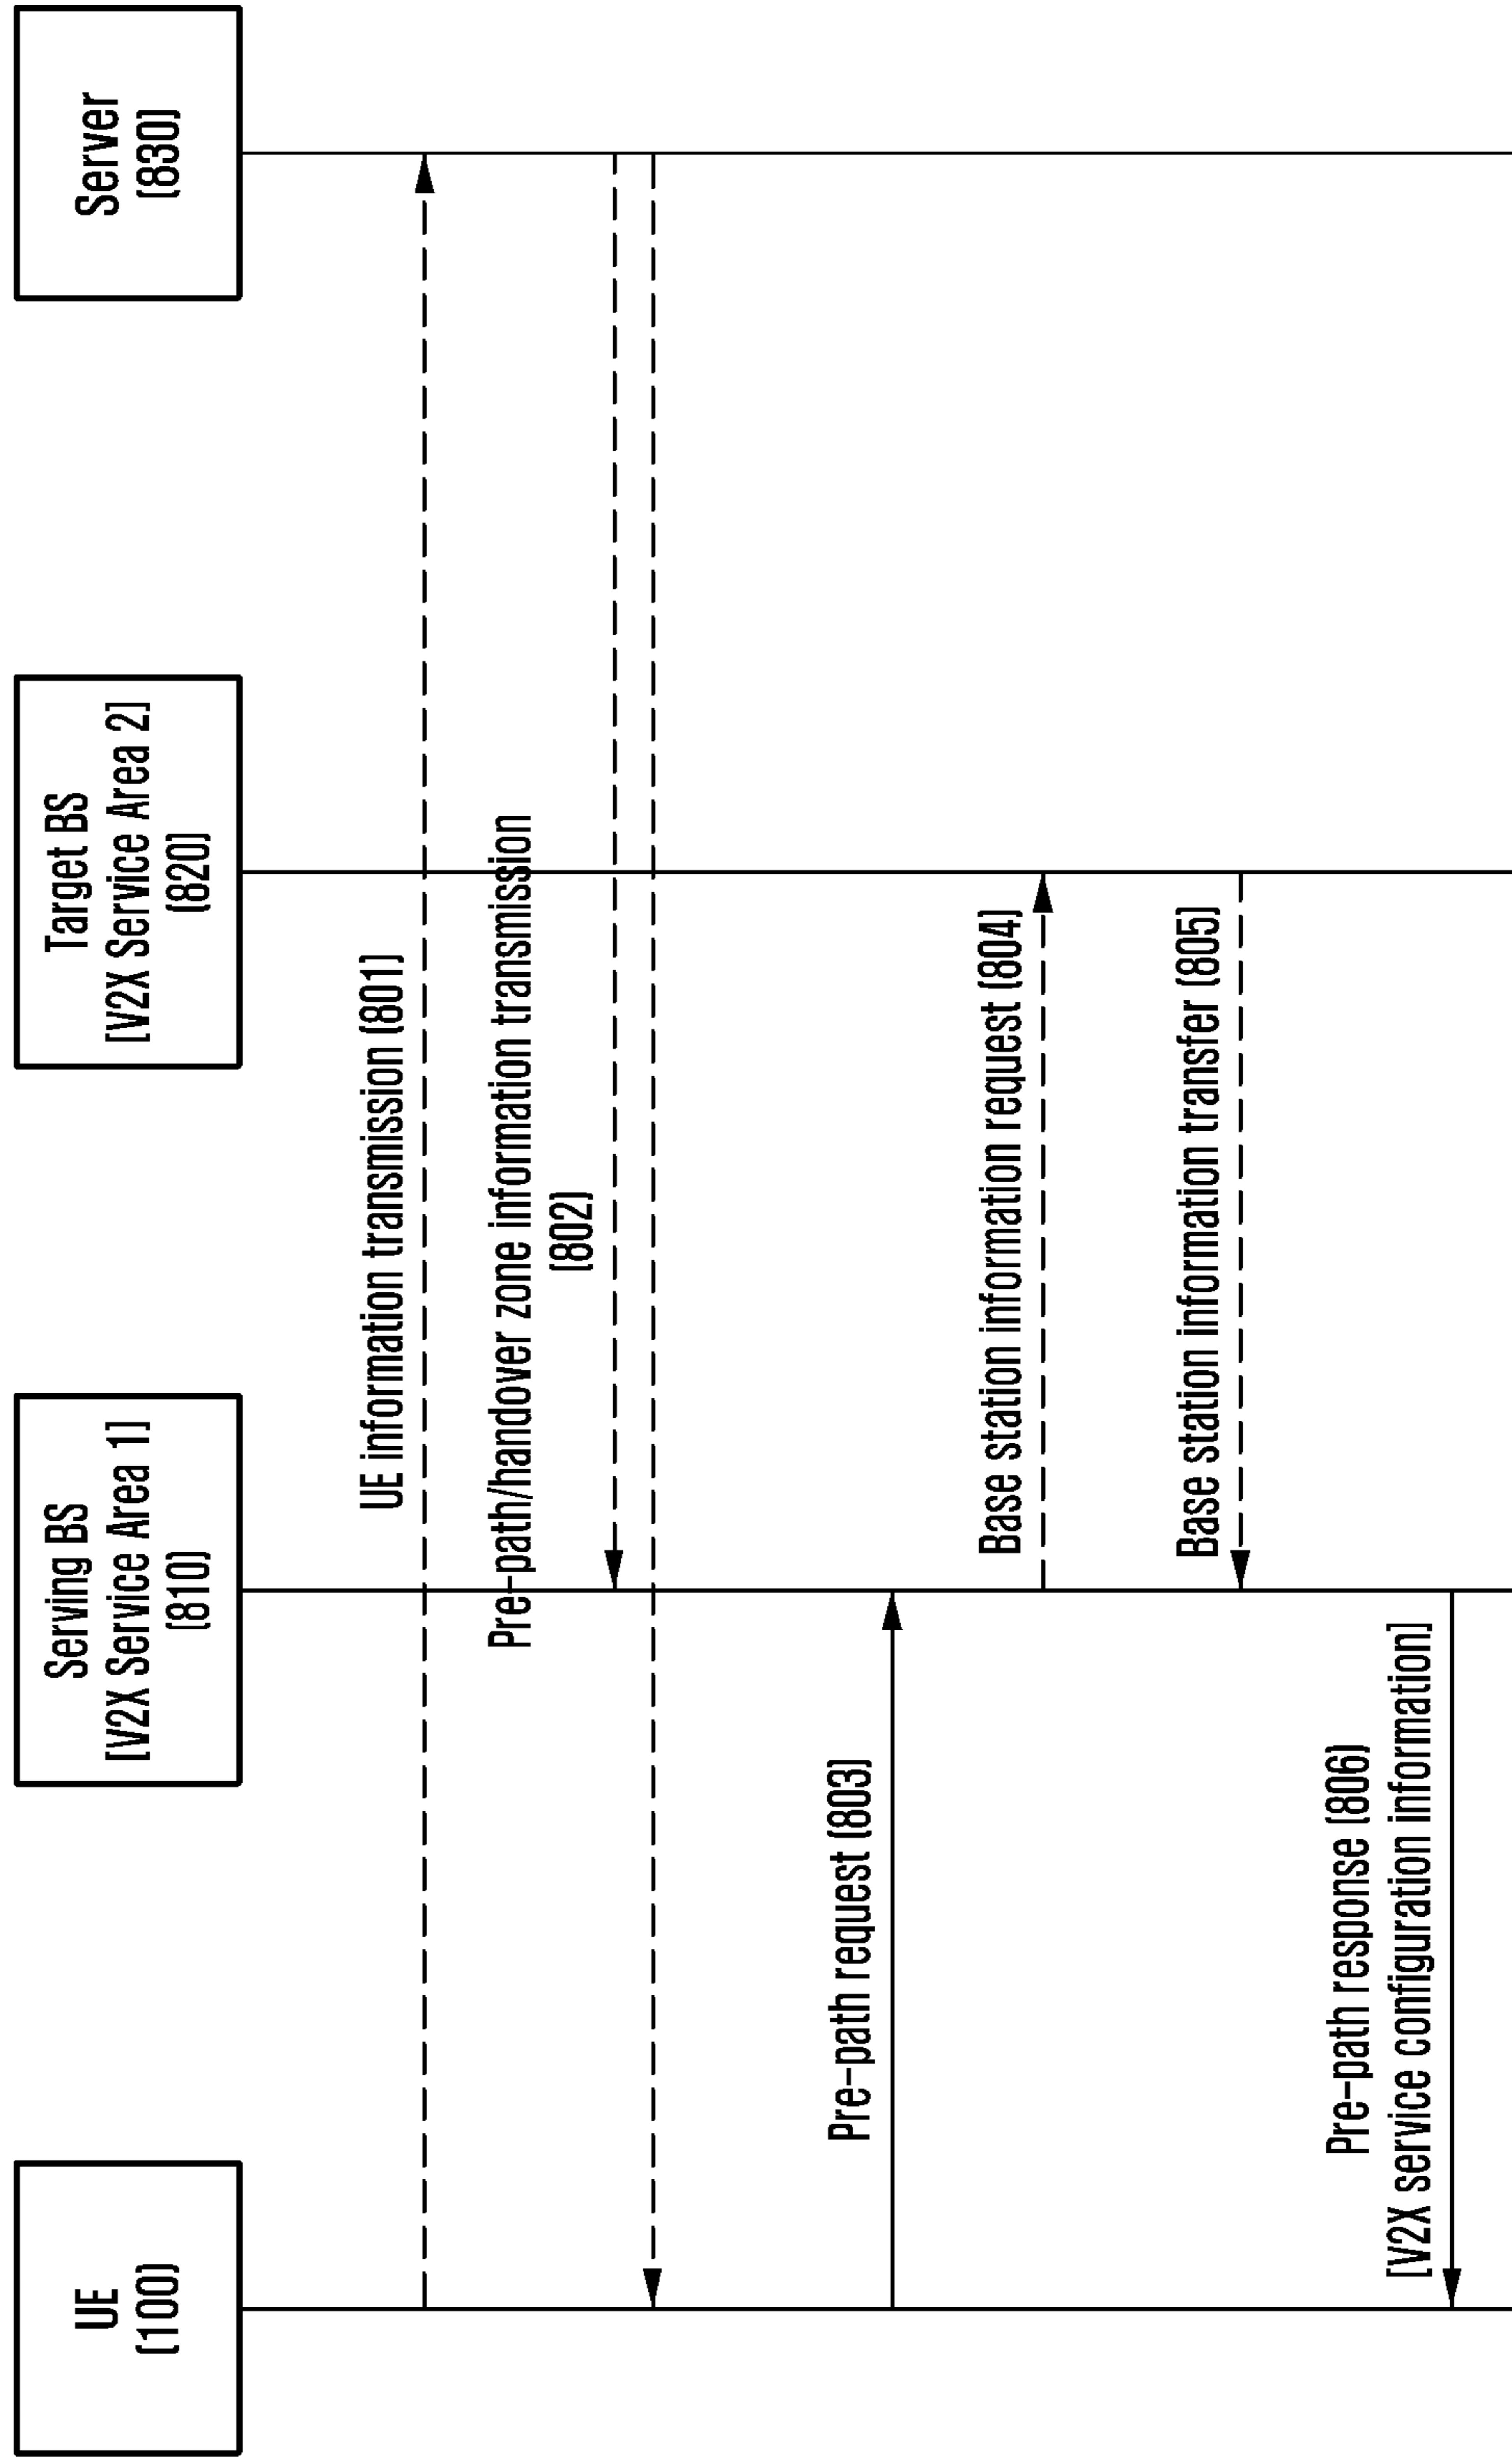 UE
(100)
Serving BS
[V2X Service Area 1]
(810)
Target BS
[V2X Service Area 2]
(820)
Server
(830)
UE information transmission (801)
Pre-path/handover zone information transmission
(802)
Pre-path request (803)
Base station information request (804)
Base station information transfer (805)
Pre-path response (806)
[V2X service configuration information]